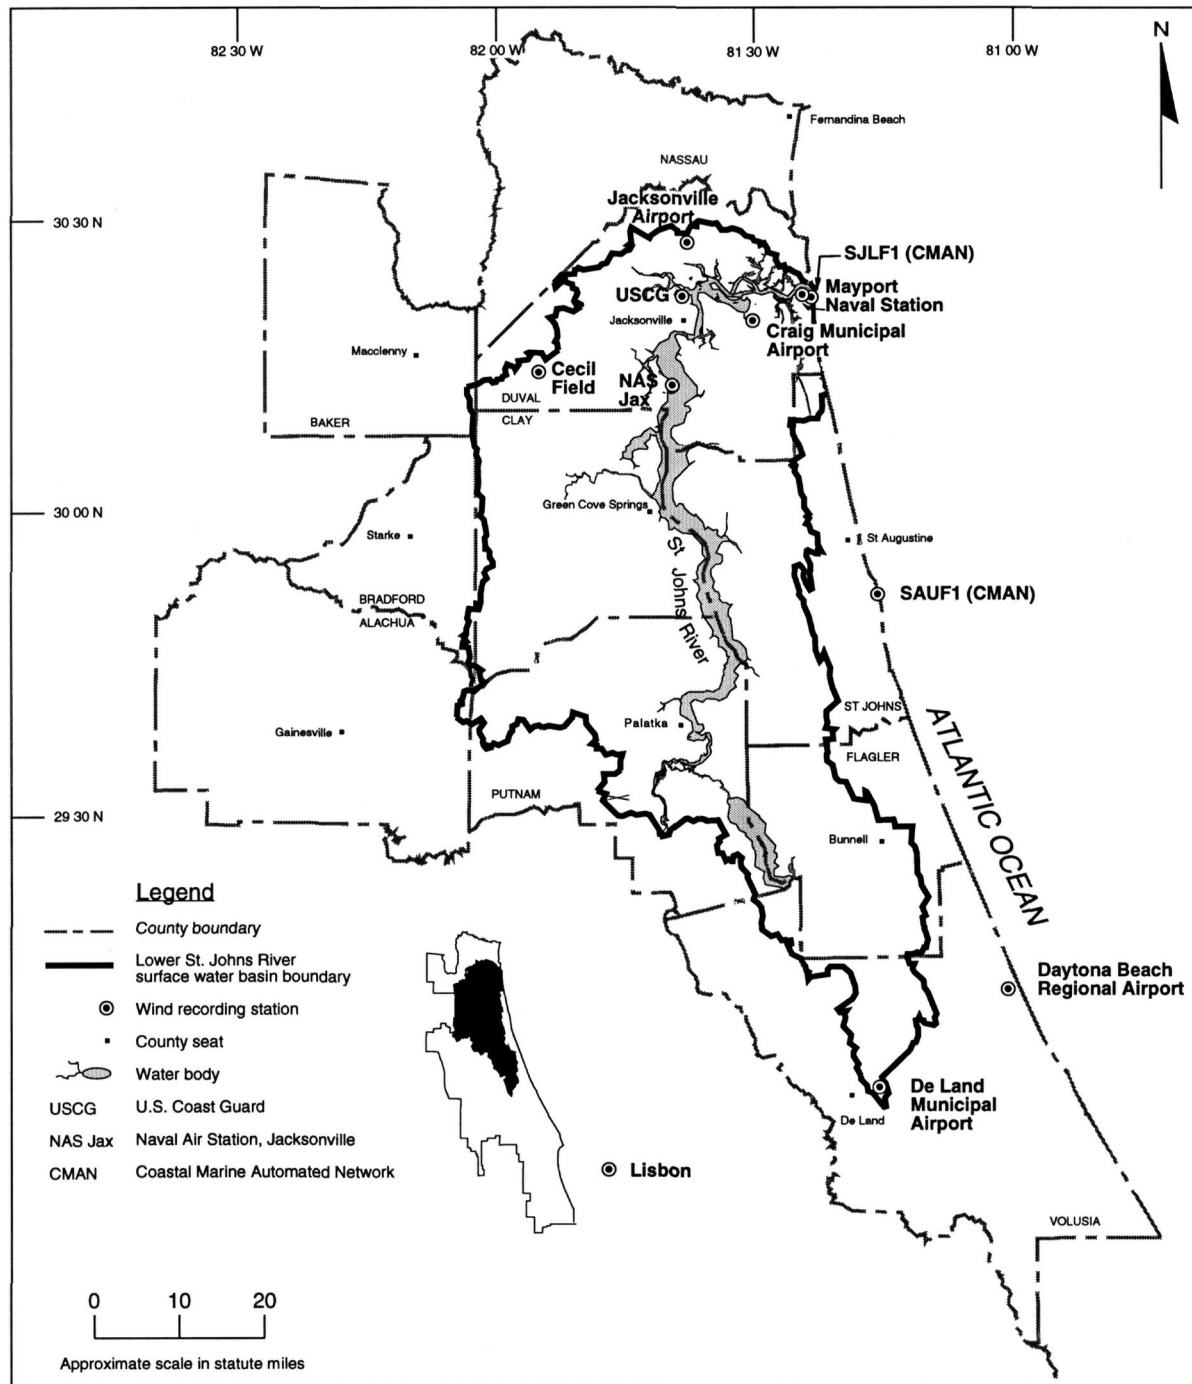 82 30 W
82 00 W
81 30 W
81 00 W
N
Fernandina Beach
NASSAU
Jacksonville
Airport
30 30 N
SJLF1 (CMAN)
USCG
Mayport
Naval Station
Jacksonville
Craig Municipal
Airport
Macclenny
Cecil
Field
NAS
Jax
DUVAL
CLAY
BAKER
Green Cove Springs
30 00 N
Starke
St Augustine
St Johns River
BRADFORD
ALACHUA
SAUF1 (CMAN)
ST JOHNS
Palatka
Gainesville
FLAGLER
ATLANTIC OCEAN
PUTNAM
29 30 N
Bunnell
Legend
County boundary
Lower St. Johns River
surface water basin boundary
Wind recording station
County seat
Water body
USCG U.S. Coast Guard
NAS Jax Naval Air Station, Jacksonville
CMAN Coastal Marine Automated Network
Daytona Beach
Regional Airport
De Land
Municipal
Airport
De Land
Lisbon
VOLUSIA
0 10 20
Approximate scale in statute miles